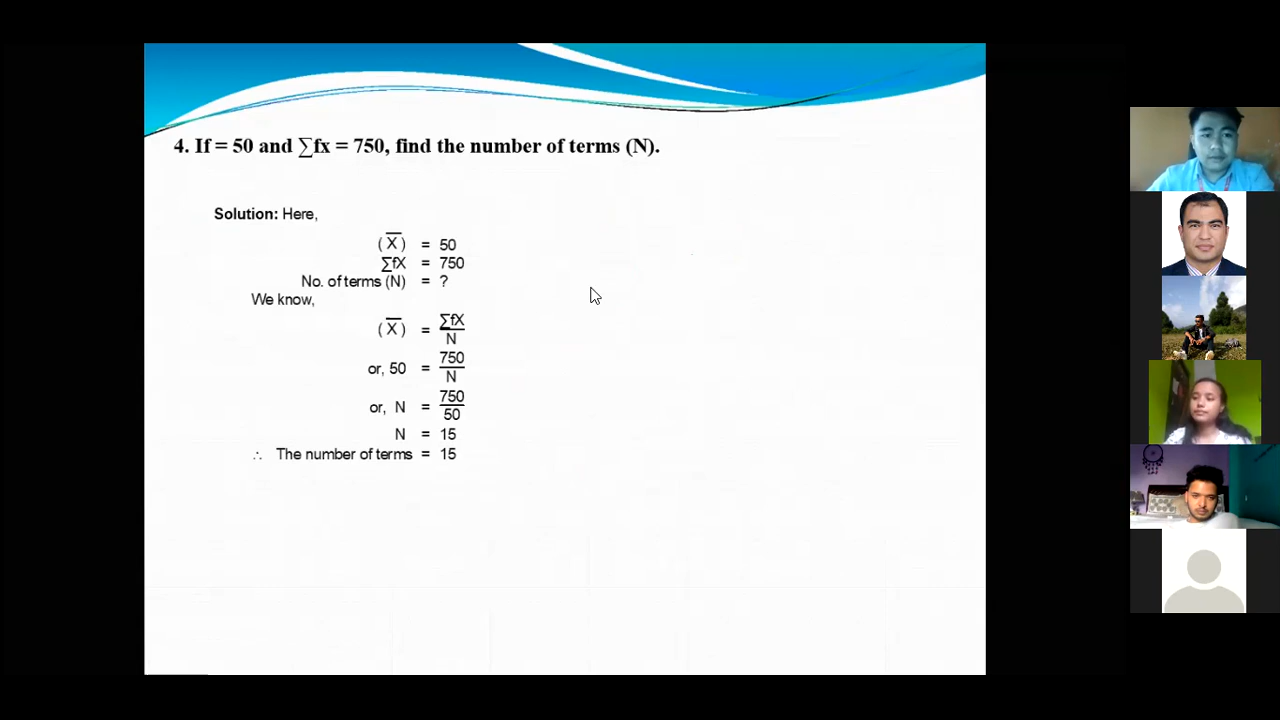 4. If = 50 and ∑fx = 750, find the number of terms (N).
Solution: Here,
( X̅ ) = 50
∑fX = 750
No. of terms (N) = ?
We know,
( X̅ ) = ∑fX / N
or, 50 = 750 / N
or, N = 750 / 50
N = 15
∴ The number of terms = 15